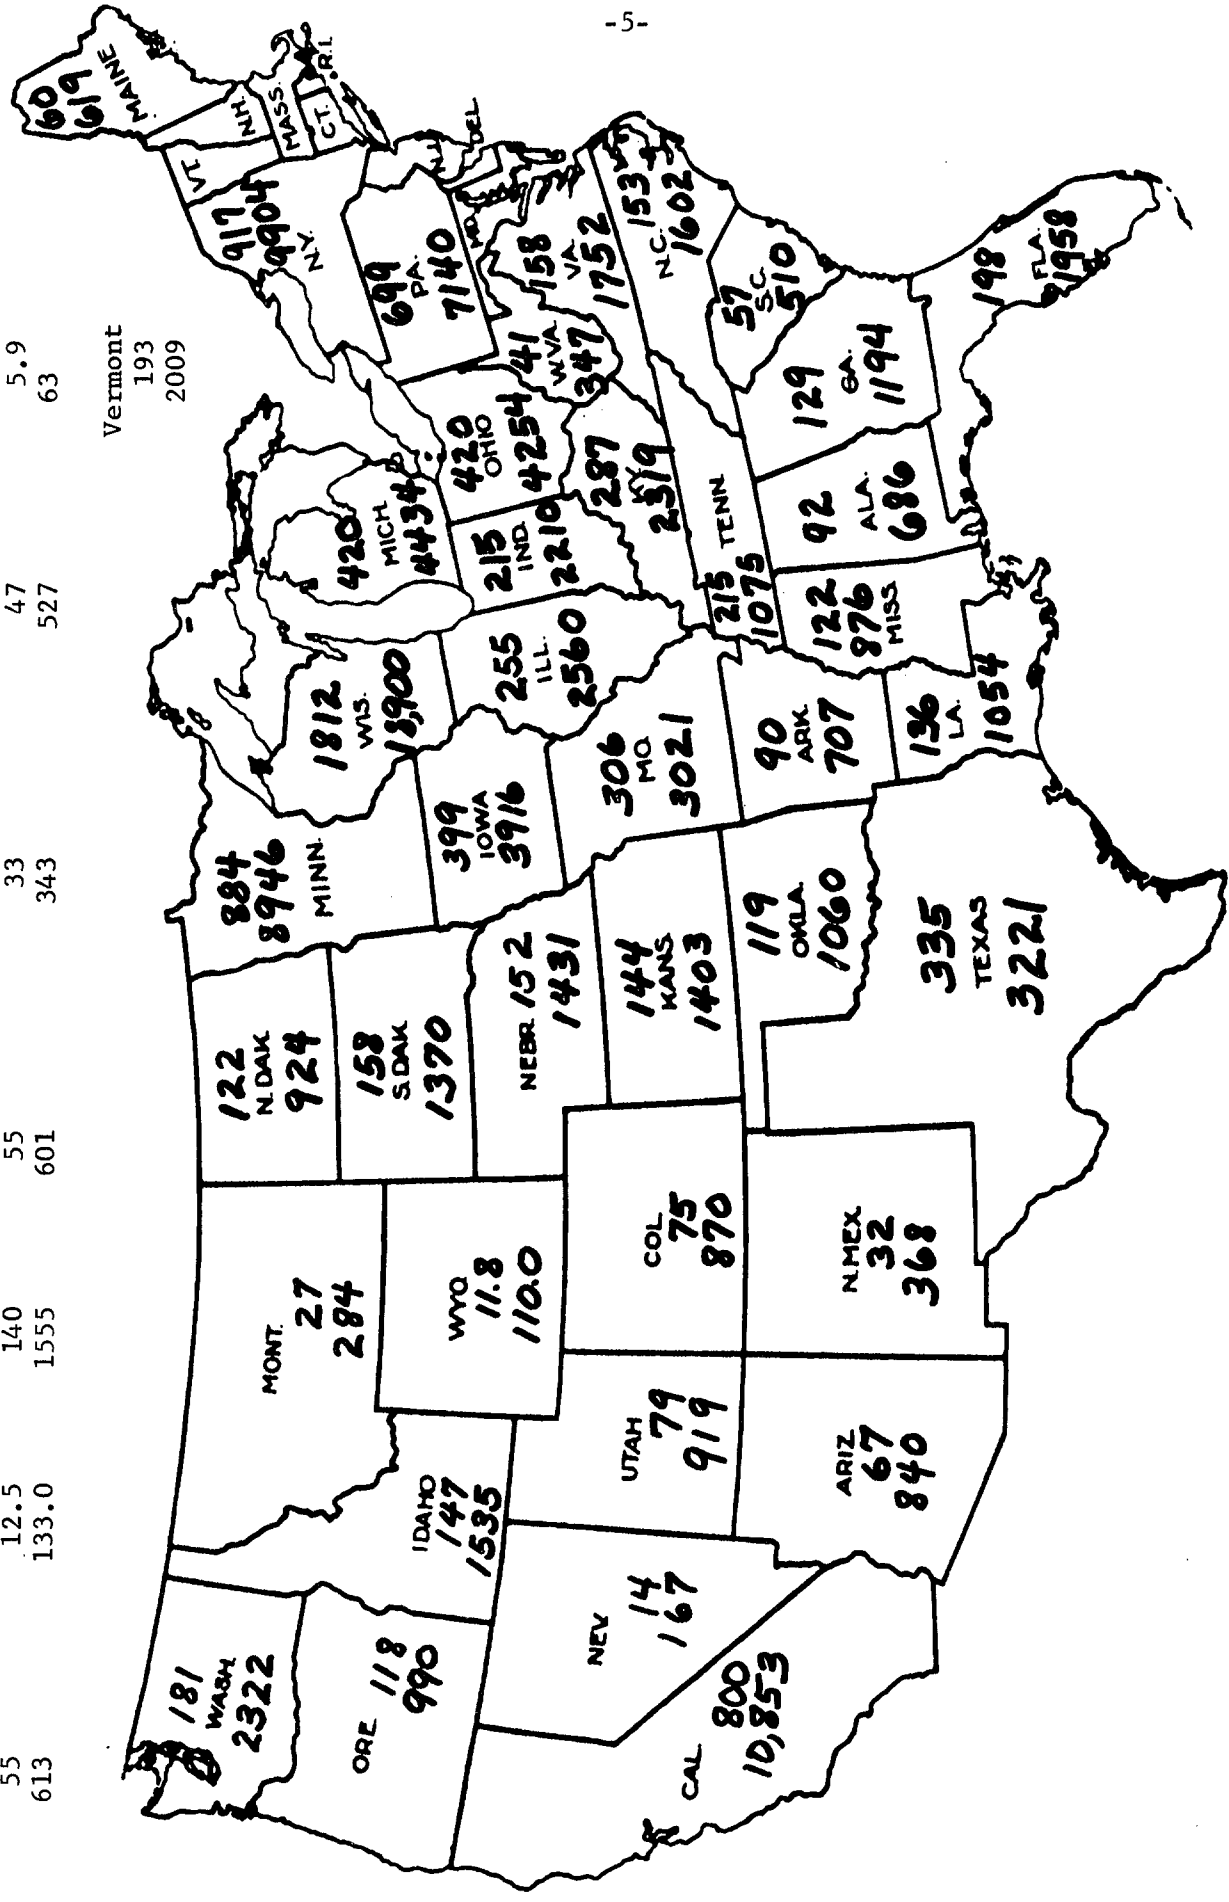 -5-
55
613
12.5
133.0
140
1555
55
601
33
343
47
527
5.9
63
Vermont
193
2009
181
WASH.
2322
ORE.
118
990
CAL.
800
10,853
NEV.
14
167
IDAHO
147
1535
MONT.
27
284
WYO.
11.8
110.0
UTAH
79
919
ARIZ.
67
840
COL.
75
870
N.MEX.
32
368
122
N.DAK.
924
158
S.DAK.
1370
NEBR. 152
1431
144
KANS.
1403
119
OKLA.
1060
335
TEXAS
3221
884
8946
MINN.
399
IOWA
3916
306
MO.
3021
90
ARK.
707
136
LA.
1054
1812
WIS.
18,900
255
ILL.
2560
420
MICH.
4434
215
IND.
2210
420
OHIO
4254
287
KY.
2319
TENN.
215
1075
122
876
MISS.
92
ALA.
686
129
GA.
1194
198
FLA.
1958
57
S.C.
510
N.C. 153
1602
158
VA.
1752
41
W.VA.
347
MD.
DEL.
N.J.
699
PA.
7140
917
9904
N.Y.
VT.
N.H.
MASS.
CT.
R.I.
60
619
MAINE